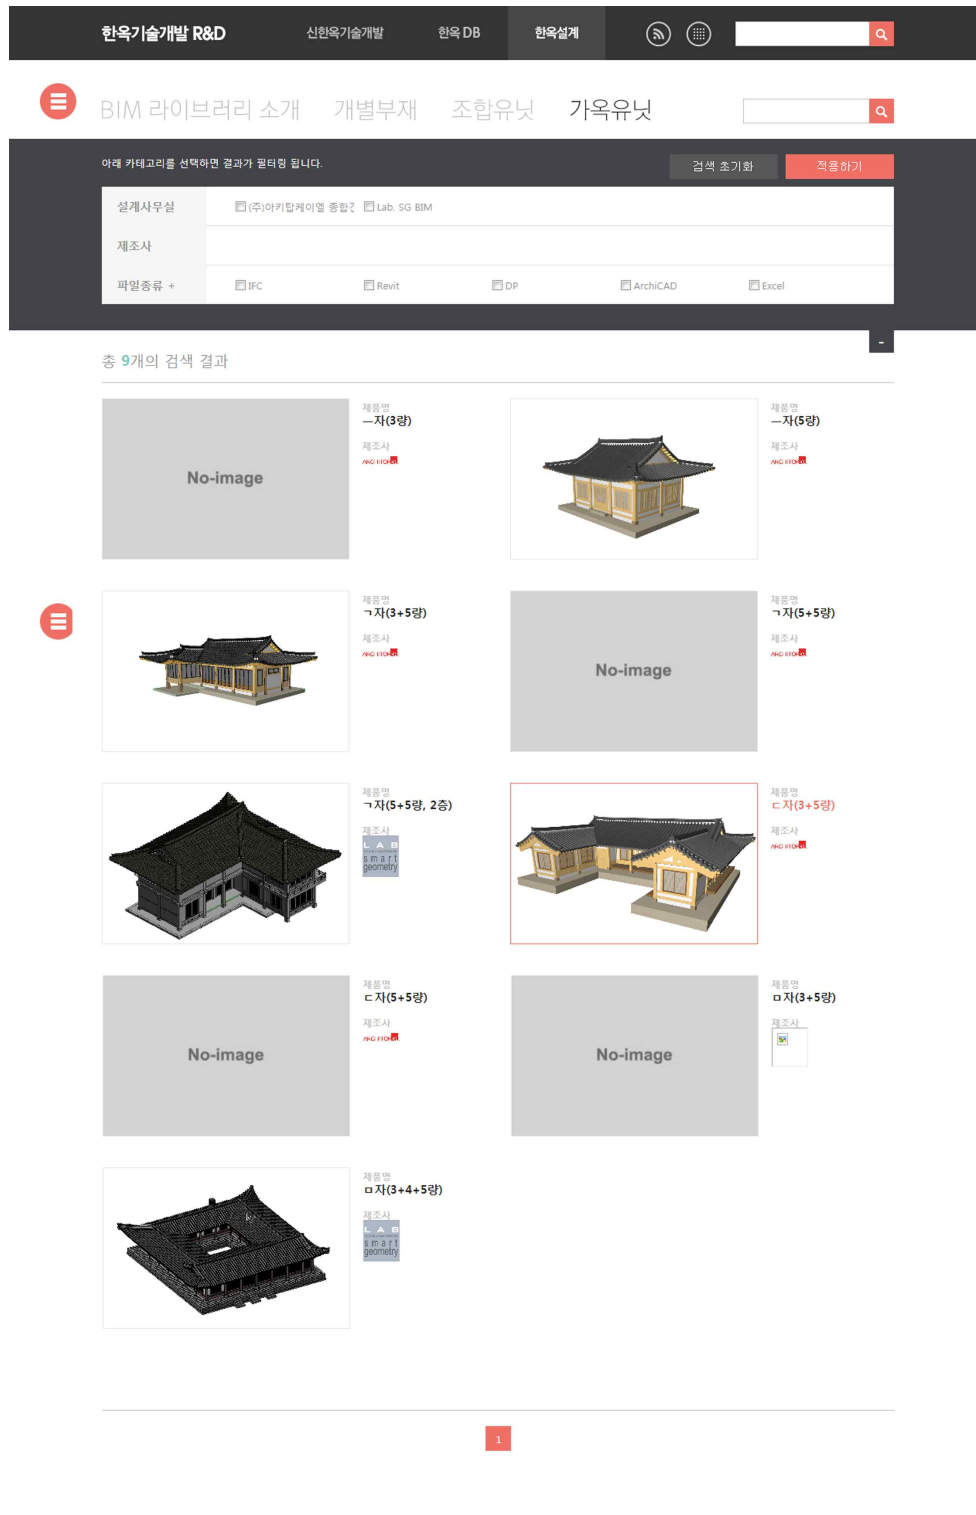 한옥기술개발 R&D
신한옥기술개발
한옥 DB
한옥설계
BIM 라이브러리 소개
개별부재
조합유닛
가옥유닛
아래 카테고리를 선택하면 결과가 필터링 됩니다.
검색 초기화
적용하기
설계사무실
(주)아키탑케이엘 종합
Lab. SG BIM
제조사
파일종류 +
IFC
Revit
DP
ArchiCAD
Excel
-
총 9개의 검색 결과
No-image
제품명
ㅡ자(3량)
제조사
제품명
ㅡ자(5량)
제조사
제품명
ㄱ자(3+5량)
제조사
No-image
제품명
ㄱ자(5+5량)
제조사
제품명
ㄱ자(5+5량, 2층)
제조사
LAB
smart
geometry
제품명
ㄷ자(3+5량)
제조사
No-image
제품명
ㄷ자(5+5량)
제조사
No-image
제품명
ㅁ자(3+5량)
제조사
제품명
ㅁ자(3+4+5량)
제조사
LAB
smart
geometry
1